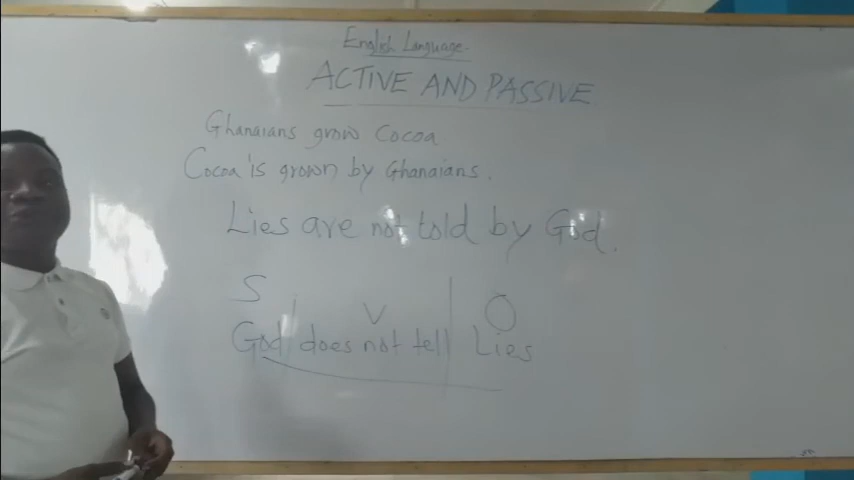 English Language
ACTIVE AND PASSIVE
Ghanaians grow Cocoa
Cocoa is grown by Ghanaians.
Lies are not told by God.
S V O
God does not tell Lies